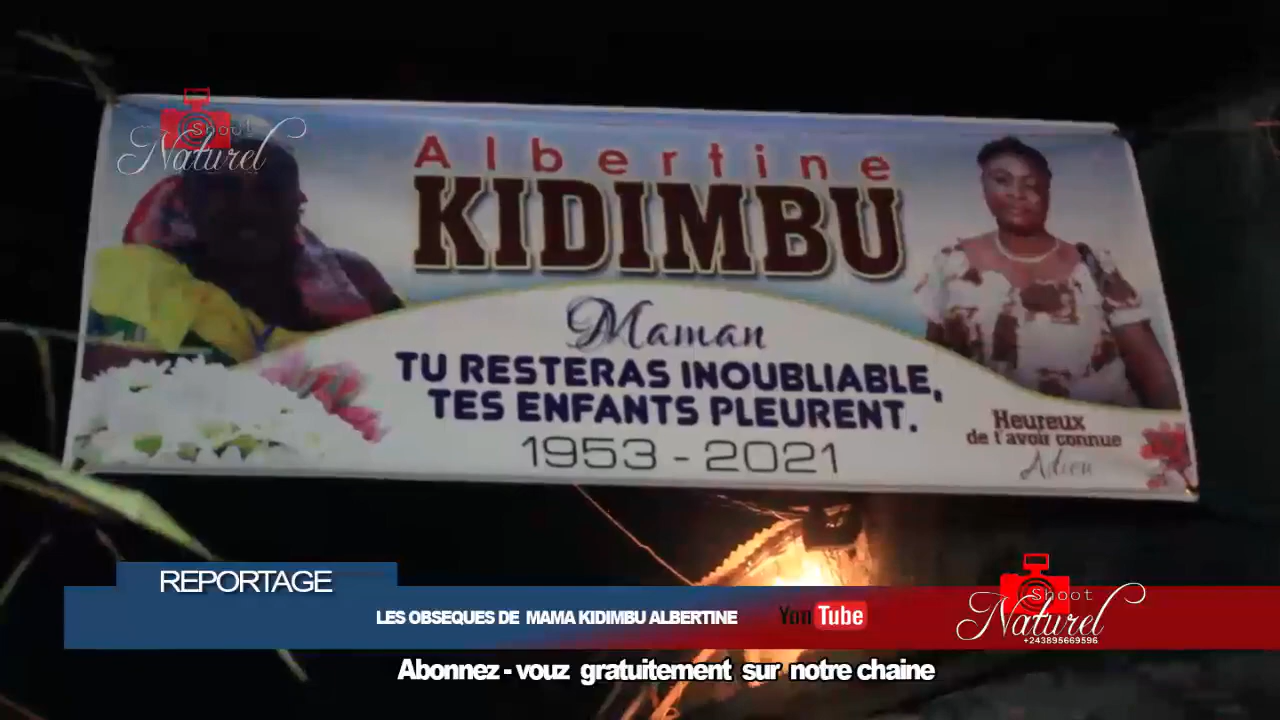 Shoot
Naturel
Albertine
KIDIMBU
Maman
TU RESTERAS INOUBLIABLE,
TES ENFANTS PLEURENT.
1953 - 2021
Heureux
de t'avoir connue
Adieu
REPORTAGE
LES OBSEQUES DE MAMA KIDIMBU ALBERTINE
YouTube
Shoot
Naturel
+243895669596
Abonnez - vouz gratuitement sur notre chaine